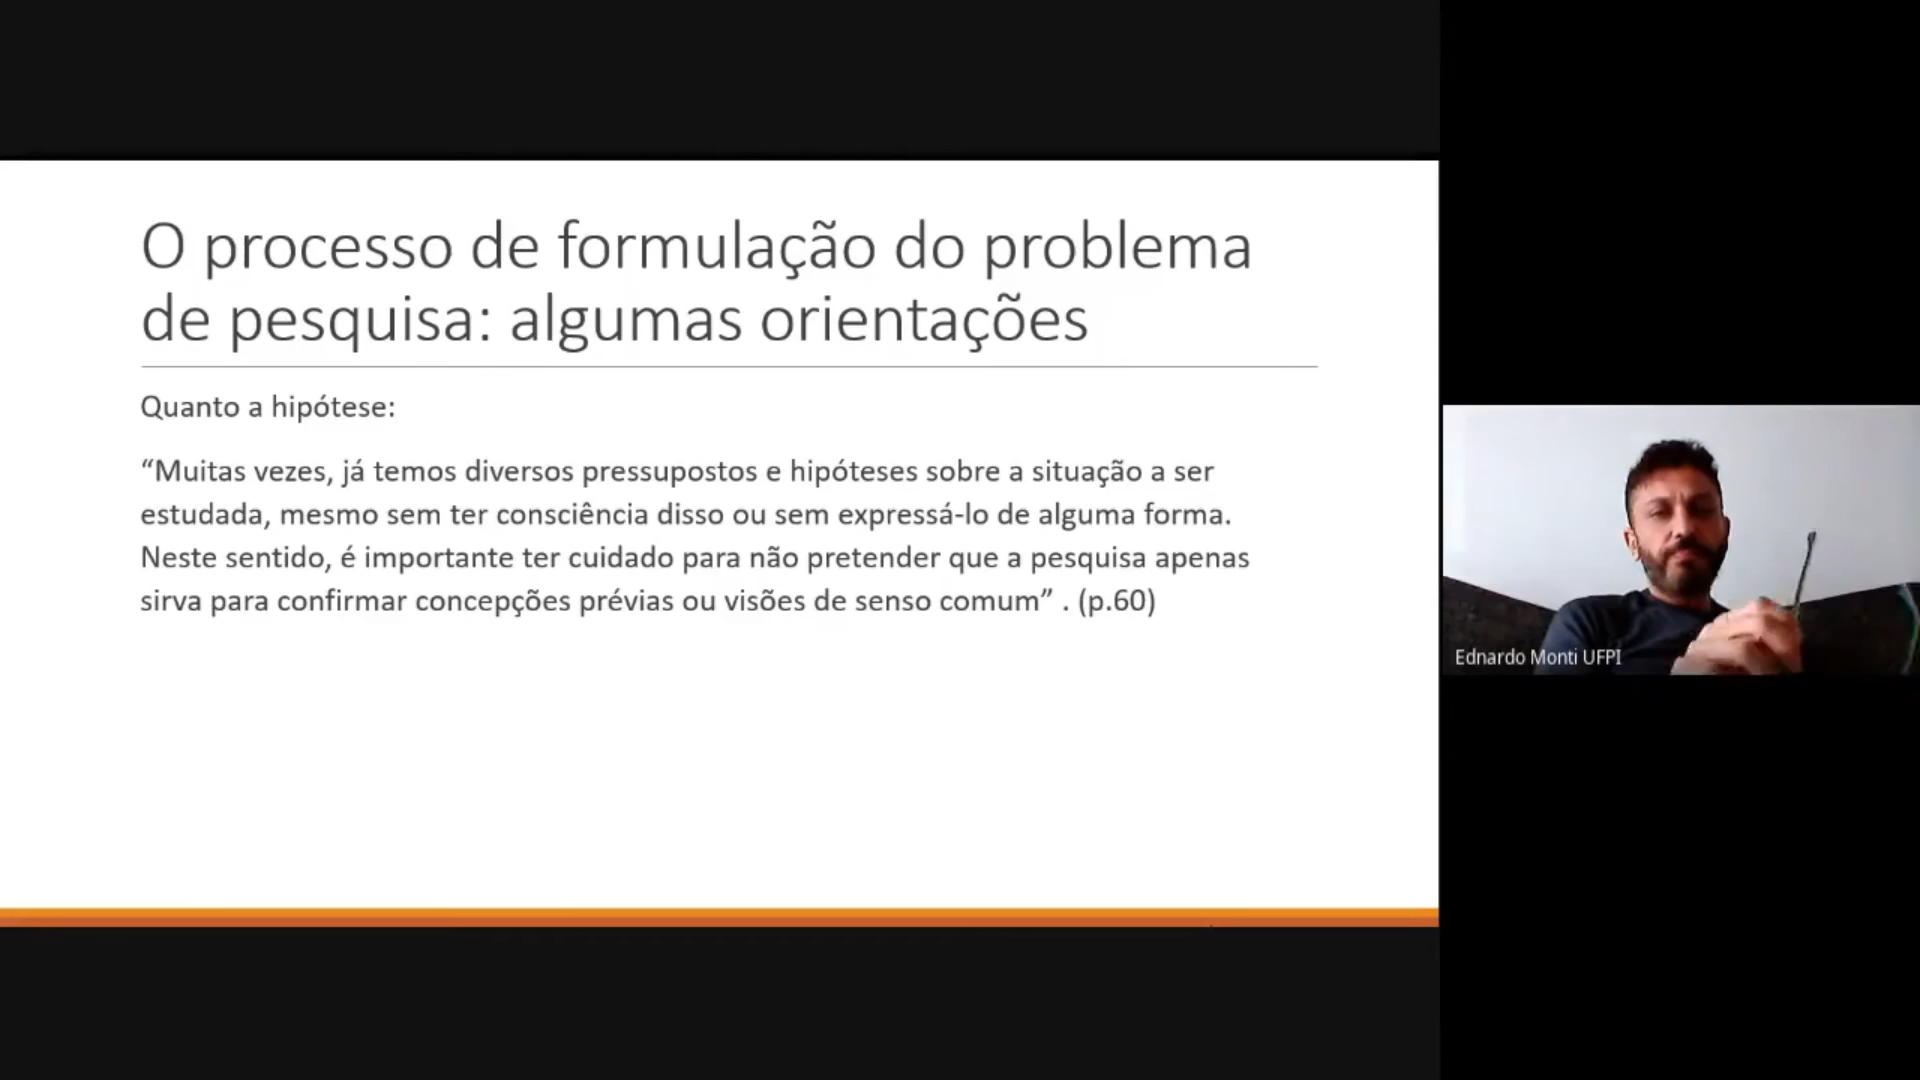 O processo de formulação do problema
de pesquisa: algumas orientações
Quanto a hipótese:
“Muitas vezes, já temos diversos pressupostos e hipóteses sobre a situação a ser
estudada, mesmo sem ter consciência disso ou sem expressá-lo de alguma forma.
Neste sentido, é importante ter cuidado para não pretender que a pesquisa apenas
sirva para confirmar concepções prévias ou visões de senso comum” . (p.60)
Ednardo Monti UFPI